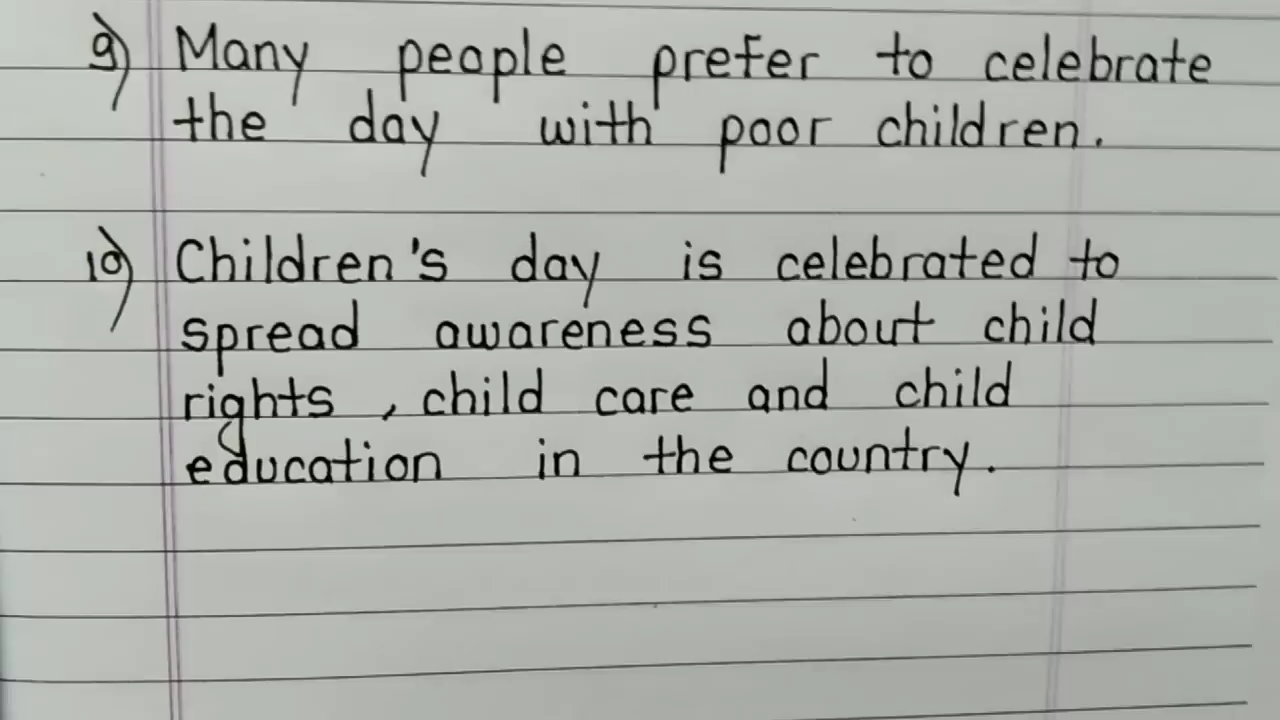 9) Many people prefer to celebrate
the day with poor children.
10) Children's day is celebrated to
spread awareness about child
rights, child care and child
education in the country.